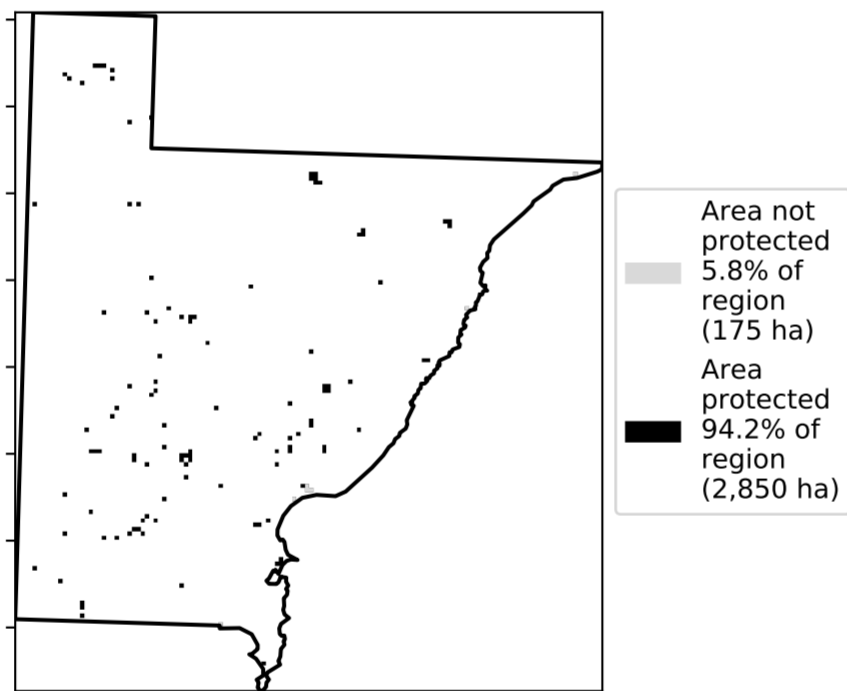 Area not
protected
5.8% of
region
(175 ha)
Area
protected
94.2% of
region
(2,850 ha)